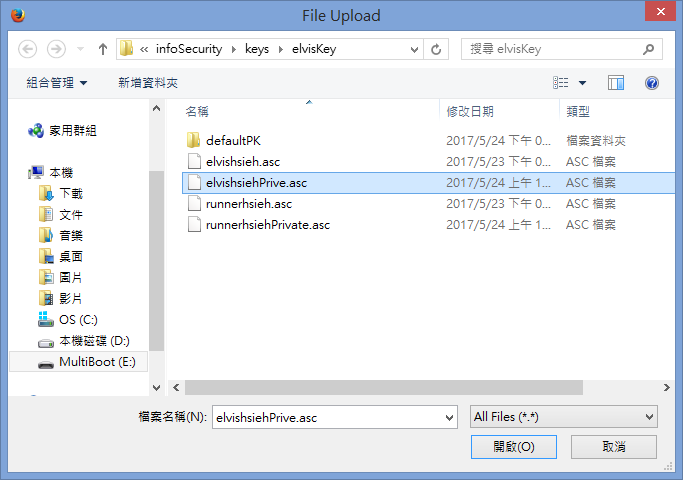 File Upload
« infoSecurity keys elvisKey
搜尋 elvisKey
組合管理 新增資料夾
名稱 修改日期 類型
家用群組
本機
下載
文件
音樂
桌面
圖片
影片
OS (C:)
本機磁碟 (D:)
MultiBoot (E:)
defaultPK 2017/5/24 下午 0... 檔案資料夾
elvishsieh.asc 2017/5/23 下午 0... ASC 檔案
elvishsiehPrive.asc 2017/5/24 上午 1... ASC 檔案
runnerhsieh.asc 2017/5/23 下午 0... ASC 檔案
runnerhsiehPrivate.asc 2017/5/24 上午 1... ASC 檔案
檔案名稱(N): elvishsiehPrive.asc All Files (*.*)
開啟(O) 取消